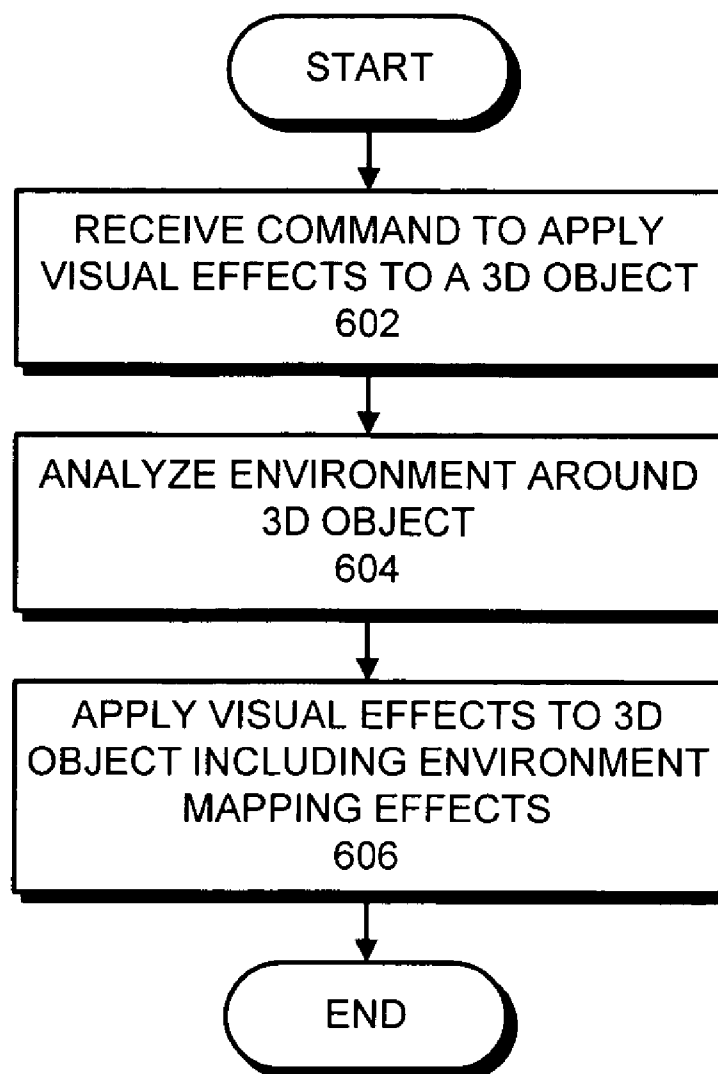 START
RECEIVE COMMAND TO APPLY
VISUAL EFFECTS TO A 3D OBJECT
602
ANALYZE ENVIRONMENT AROUND
3D OBJECT
604
APPLY VISUAL EFFECTS TO 3D
OBJECT INCLUDING ENVIRONMENT
MAPPING EFFECTS
606
END